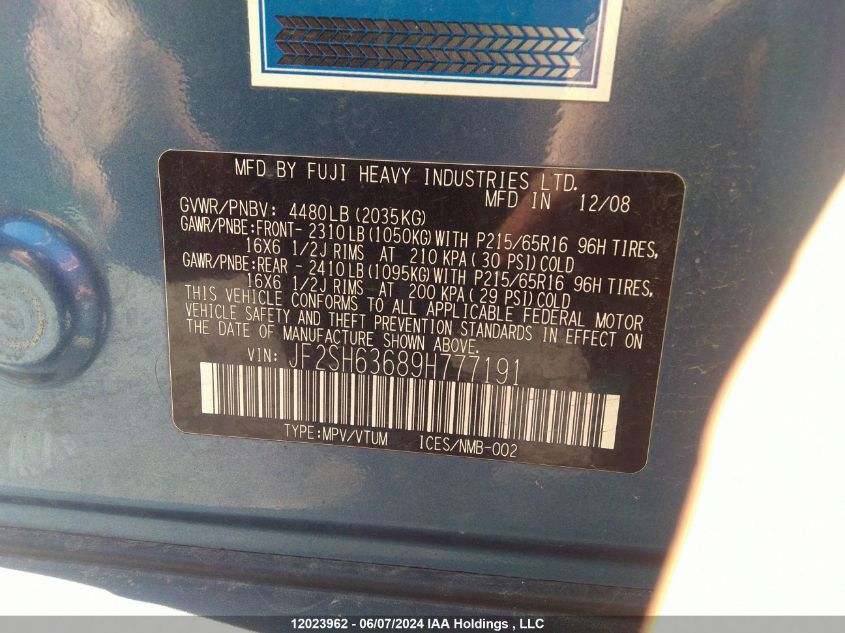 MFD BY FUJI HEAVY INDUSTRIES LTD.
MFD IN 12/08
GVWR/PNBV: 4480LB(2035KG)
GAWR/PNBE:FRONT- 2310LB(1050KG)WITH P215/65R16 96H TIRES,
16X6 1/2J RIMS AT 210 KPA( 30 PSI)COLD
GAWR/PNBE:REAR - 2410LB(1095KG)WITH P215/65R16 96H TIRES,
16X6 1/2J RIMS AT 200 KPA( 29 PSI)COLD
THIS VEHICLE CONFORMS TO ALL APPLICABLE FEDERAL MOTOR
VEHICLE SAFETY AND THEFT PREVENTION STANDARDS IN EFFECT ON
THE DATE OF MANUFACTURE SHOWN ABOVE.
VIN: JF2SH63689H777191
TYPE:MPV/VTUM ICES/NMB-002
12023962 - 06/07/2024 IAA Holdings , LLC